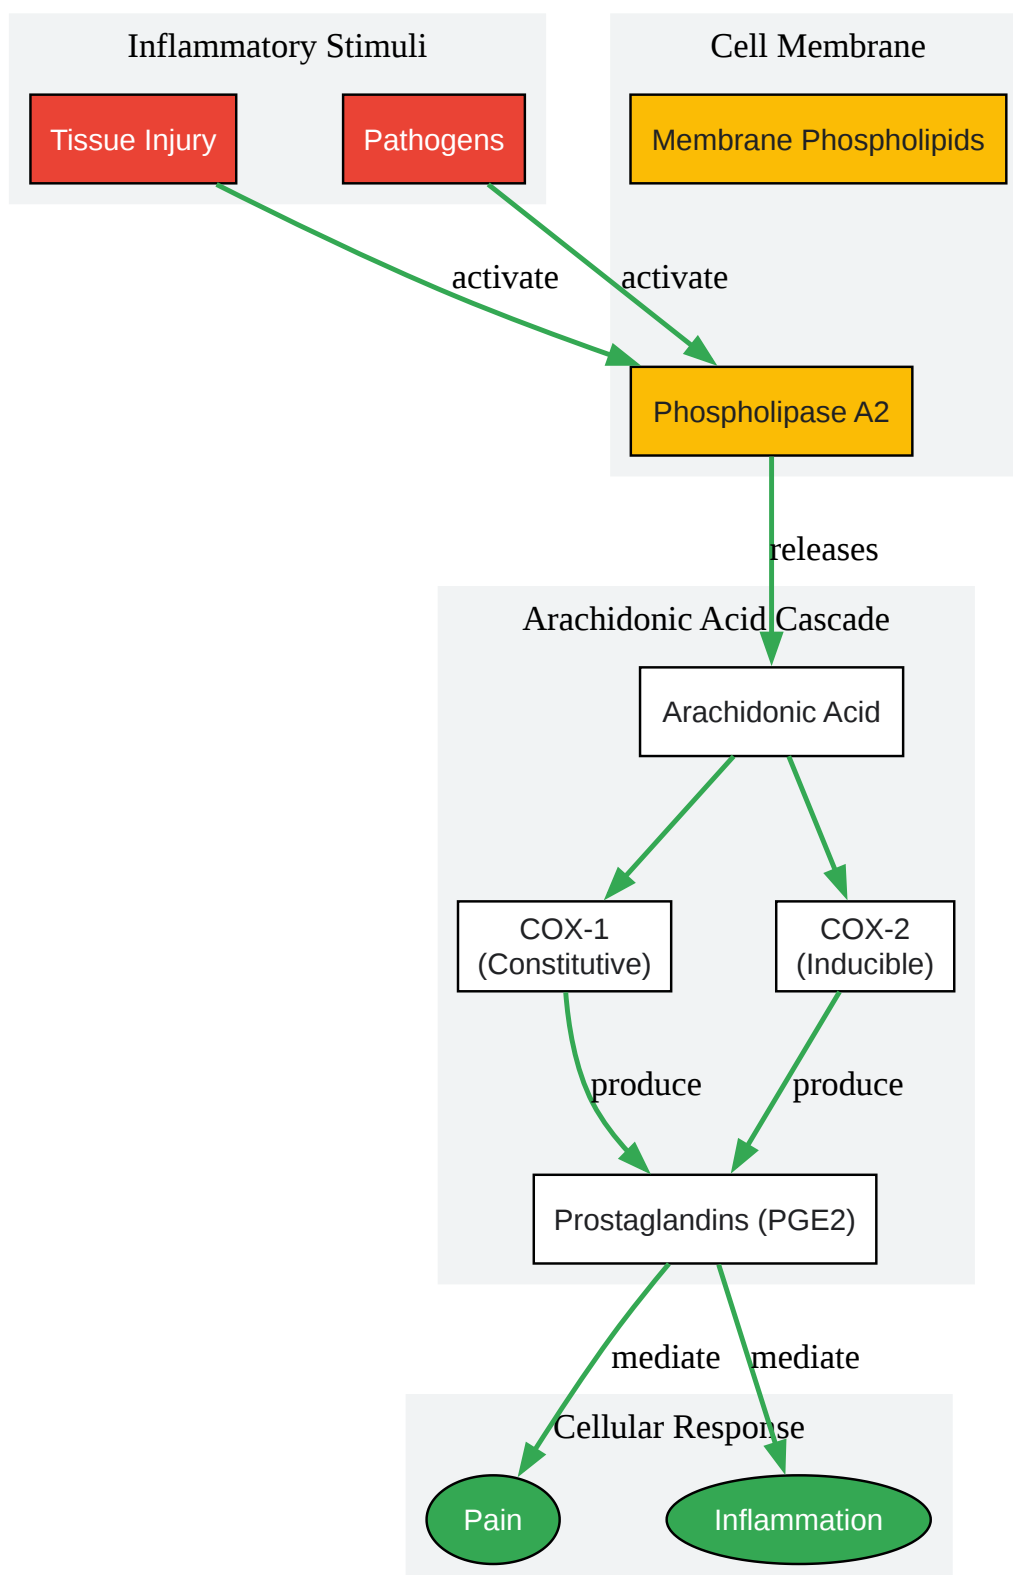 Inflammatory Stimuli
Cell Membrane
Tissue Injury
Pathogens
Membrane Phospholipids
activate
activate
Phospholipase A2
releases
Arachidonic Acid Cascade
Arachidonic Acid
COX-1
(Constitutive)
COX-2
(Inducible)
produce
produce
Prostaglandins (PGE2)
mediate
mediate
Cellular Response
Pain
Inflammation